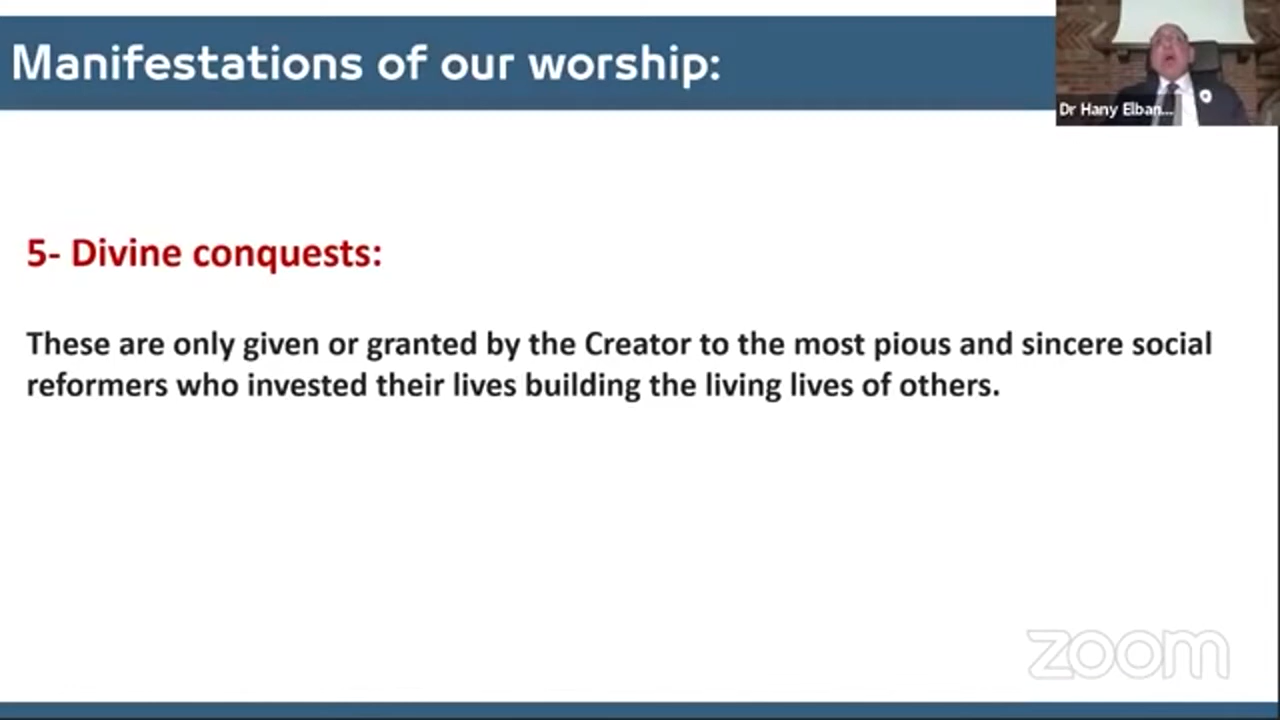 Manifestations of our worship:
Dr Hany Elban...
5- Divine conquests:
These are only given or granted by the Creator to the most pious and sincere social
reformers who invested their lives building the living lives of others.
zoom